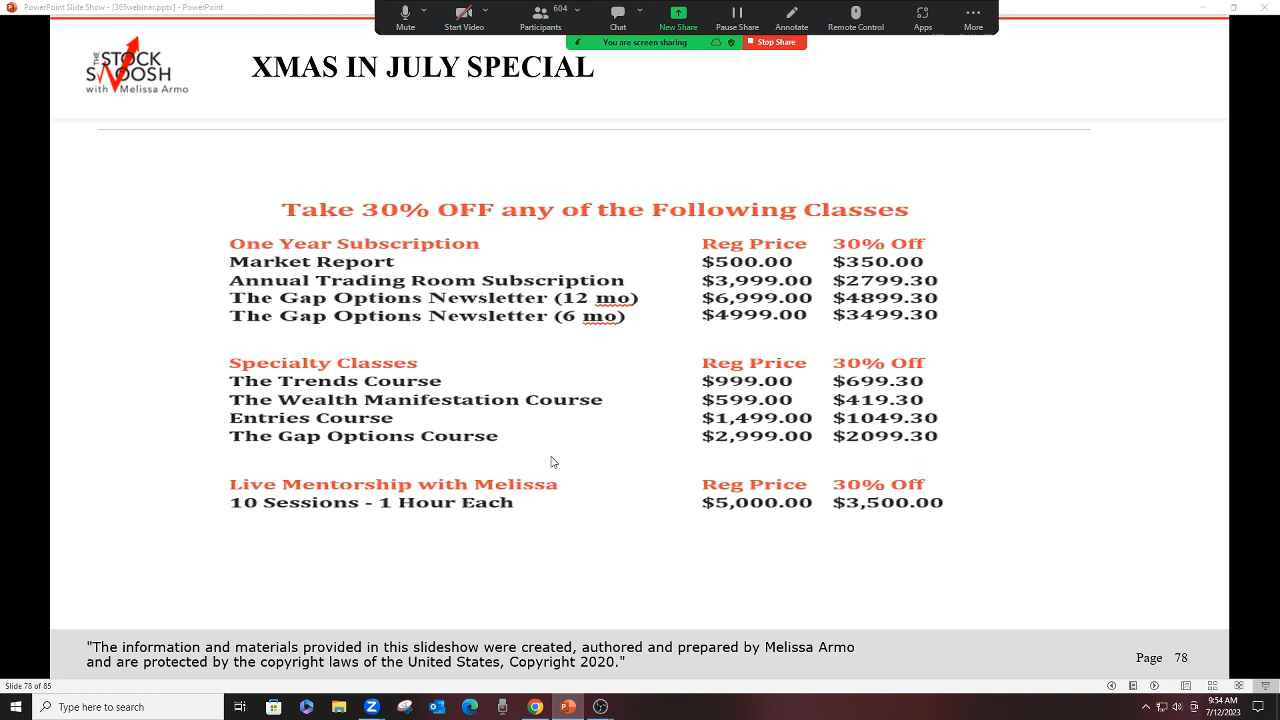 PowerPoint Slide Show - [365webinar.pptx] - PowerPoint
604
Mute Start Video Participants Chat New Share Pause Share Annotate Remote Control Apps More
You are screen sharing Stop Share
THE STOCK
SWOOSH
with Melissa Armo
XMAS IN JULY SPECIAL
Take 30% OFF any of the Following Classes
One Year Subscription Reg Price 30% Off
Market Report $500.00 $350.00
Annual Trading Room Subscription $3,999.00 $2799.30
The Gap Options Newsletter (12 mo) $6,999.00 $4899.30
The Gap Options Newsletter (6 mo) $4999.00 $3499.30
Specialty Classes Reg Price 30% Off
The Trends Course $999.00 $699.30
The Wealth Manifestation Course $599.00 $419.30
Entries Course $1,499.00 $1049.30
The Gap Options Course $2,999.00 $2099.30
Live Mentorship with Melissa Reg Price 30% Off
10 Sessions - 1 Hour Each $5,000.00 $3,500.00
"The information and materials provided in this slideshow were created, authored and prepared by Melissa Armo
and are protected by the copyright laws of the United States, Copyright 2020."
Page 78
Slide 78 of 85
Type here to search
9:54 AM
7/12/2023